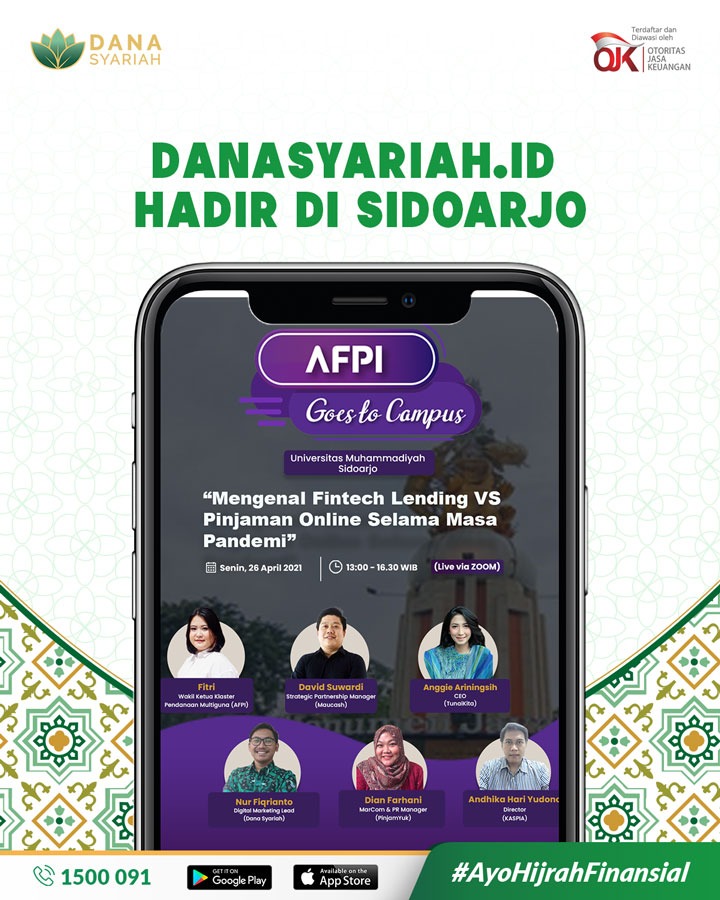 DANA
SYARIAH
Terdaftar dan
Diawasi oleh
OJK
OTORITAS
JASA
KEUANGAN
DANASYARIAH.ID
HADIR DI SIDOARJO
AFPI
Goes to Campus
Universitas Muhammadiyah
Sidoarjo
“Mengenal Fintech Lending VS
Pinjaman Online Selama Masa
Pandemi”
Senin, 26 April 2021
13:00 - 16.30 WIB
(Live via ZOOM)
Fitri
Wakil Ketua Klaster
Pendanaan Multiguna (AFPI)
David Suwardi
Strategic Partnership Manager
(Maucash)
Anggie Ariningsih
CEO
(TunaiKita)
Nur Fiqrianto
Digital Marketing Lead
(Dana Syariah)
Dian Farhani
MarCom & PR Manager
(PinjamYuk)
Andhika Hari Yudono
Director
(KASPIA)
1500 091
GET IT ON
Google Play
Available on the
App Store
#AyoHijrahFinansial